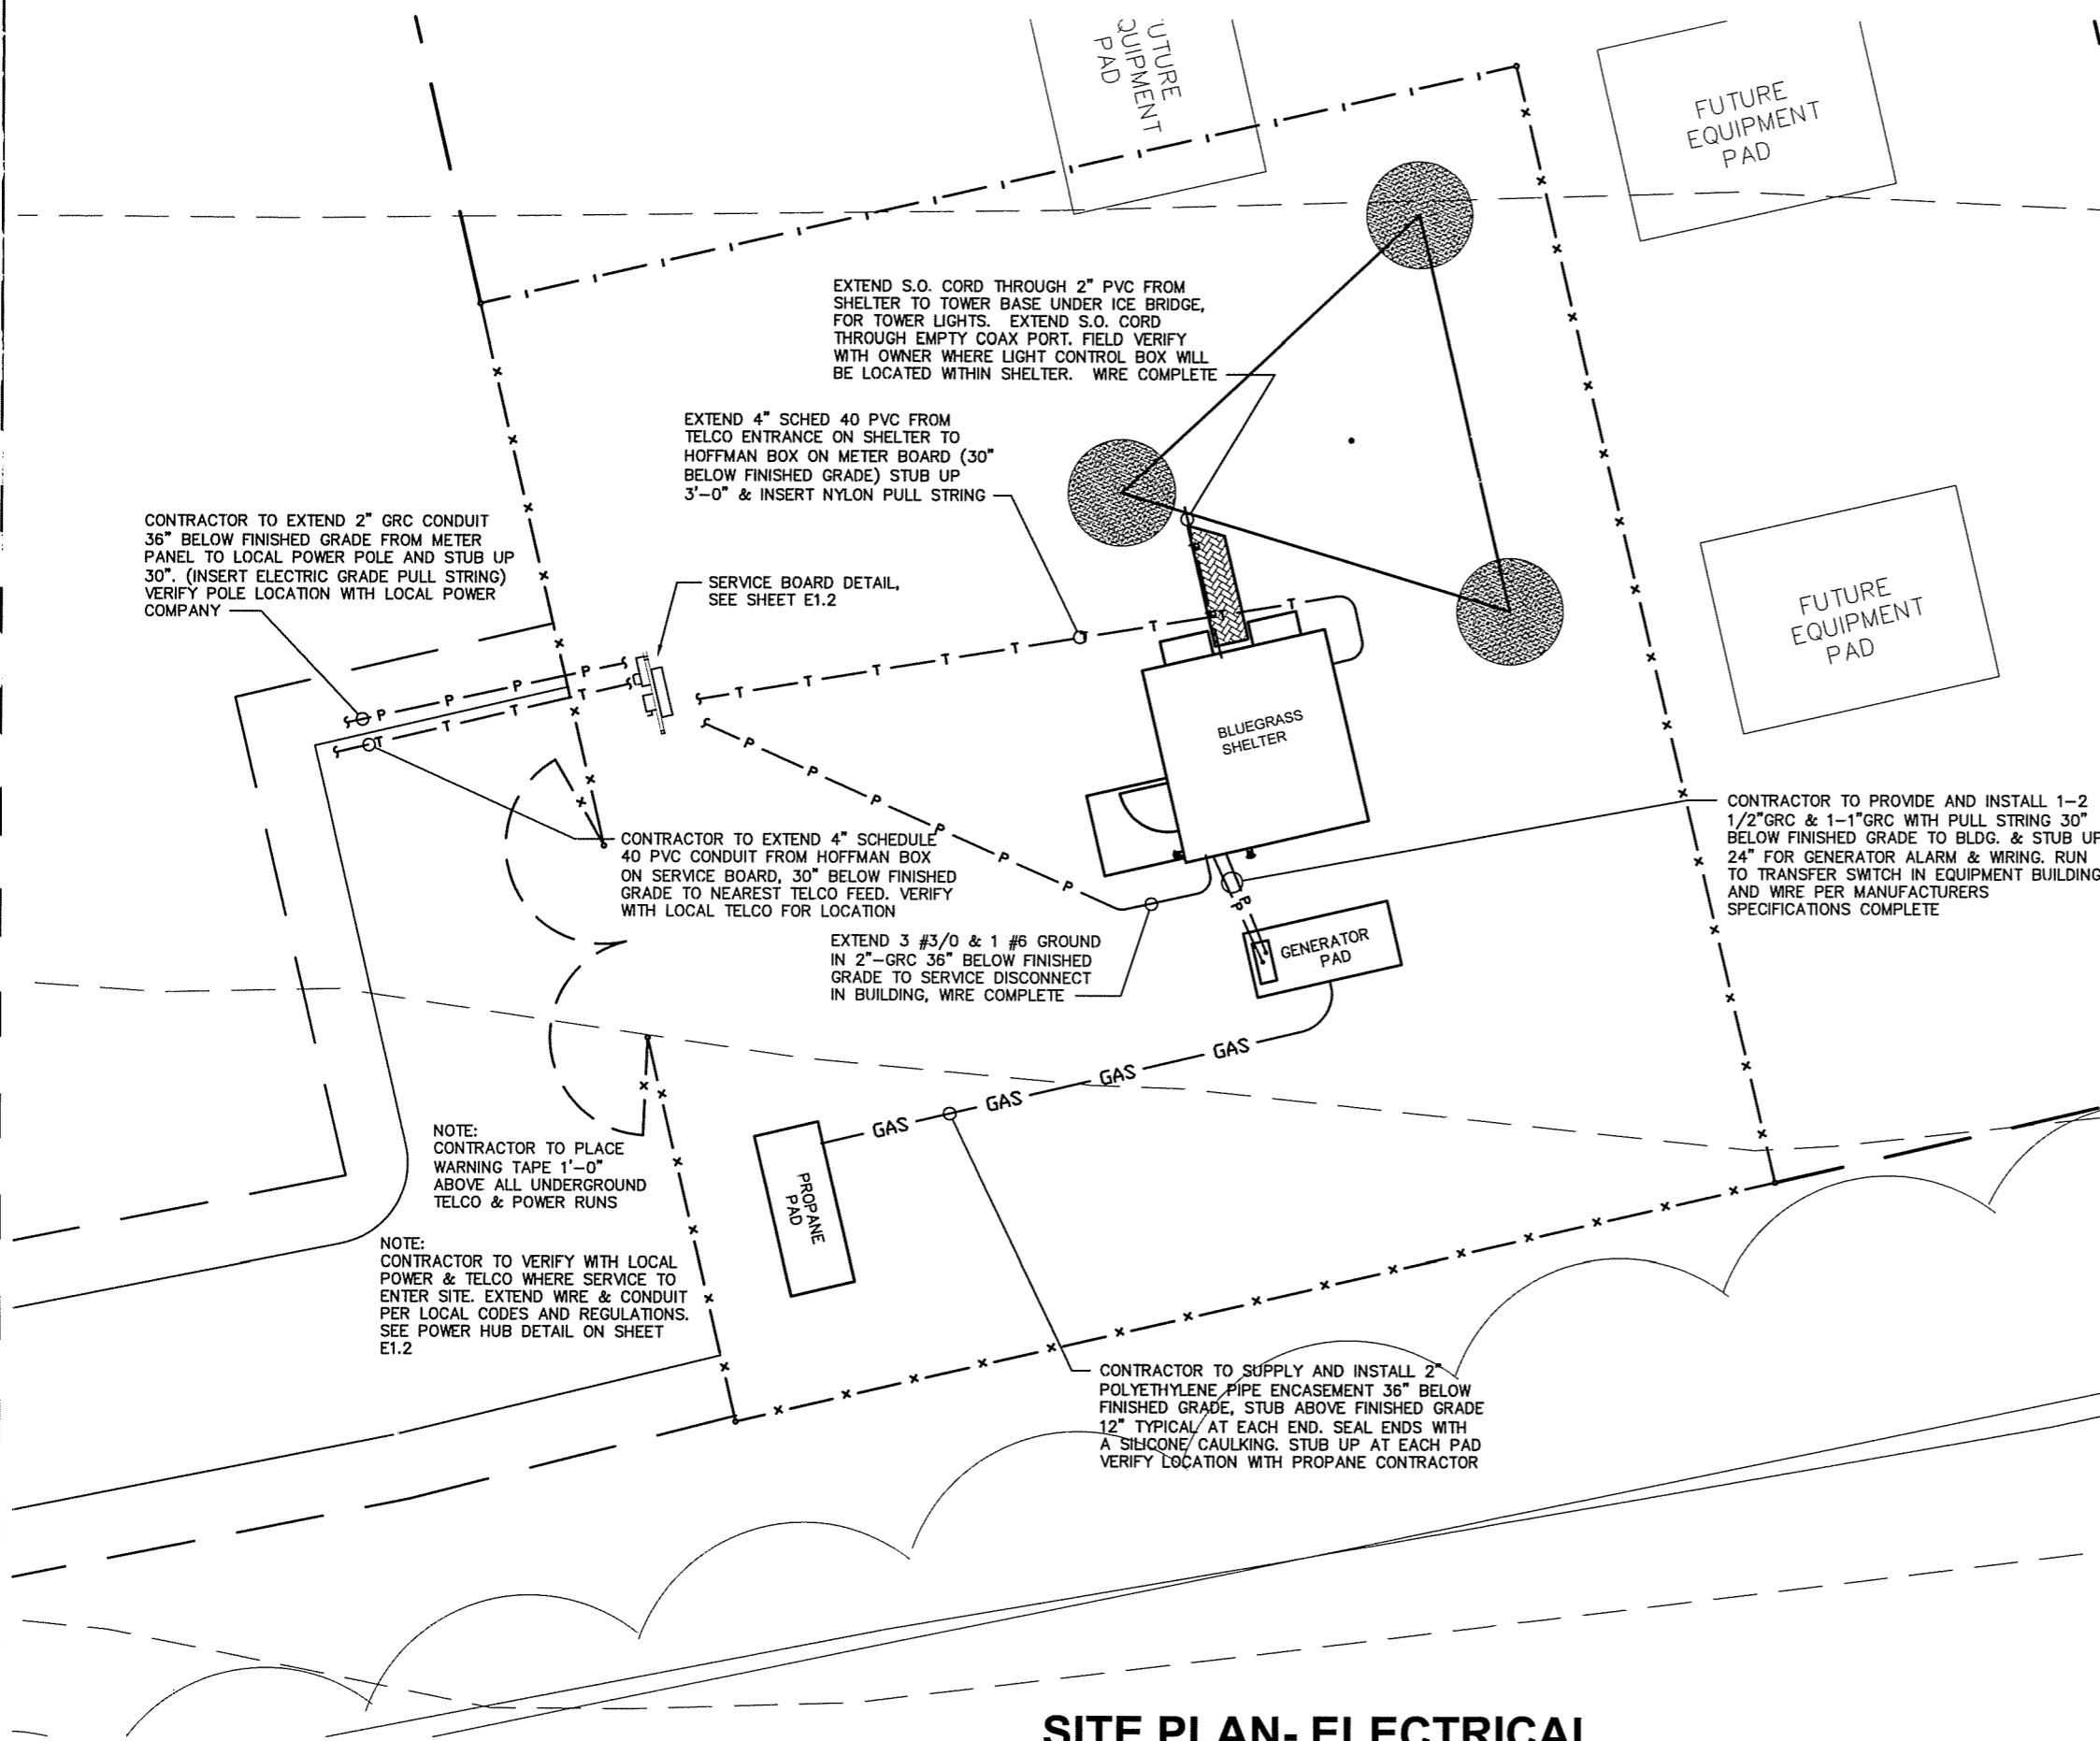 UTURE
QUIPMENT
PAD
FUTURE
EQUIPMENT
PAD
EXTEND S.O. CORD THROUGH 2" PVC FROM
SHELTER TO TOWER BASE UNDER ICE BRIDGE,
FOR TOWER LIGHTS. EXTEND S.O. CORD
THROUGH EMPTY COAX PORT. FIELD VERIFY
WITH OWNER WHERE LIGHT CONTROL BOX WILL
BE LOCATED WITHIN SHELTER. WIRE COMPLETE
EXTEND 4" SCHED 40 PVC FROM
TELCO ENTRANCE ON SHELTER TO
HOFFMAN BOX ON METER BOARD (30"
BELOW FINISHED GRADE) STUB UP
3'-0" & INSERT NYLON PULL STRING
CONTRACTOR TO EXTEND 2" GRC CONDUIT
36" BELOW FINISHED GRADE FROM METER
PANEL TO LOCAL POWER POLE AND STUB UP
30". (INSERT ELECTRIC GRADE PULL STRING)
VERIFY POLE LOCATION WITH LOCAL POWER
COMPANY
SERVICE BOARD DETAIL,
SEE SHEET E1.2
FUTURE
EQUIPMENT
PAD
P P P P
T T T T
T T T T T T T T T
P P P P P P
BLUEGRASS
SHELTER
CONTRACTOR TO PROVIDE AND INSTALL 1-2
1/2"GRC & 1-1"GRC WITH PULL STRING 30"
BELOW FINISHED GRADE TO BLDG. & STUB UP
24" FOR GENERATOR ALARM & WIRING. RUN
TO TRANSFER SWITCH IN EQUIPMENT BUILDING
AND WIRE PER MANUFACTURERS
SPECIFICATIONS COMPLETE
CONTRACTOR TO EXTEND 4" SCHEDULE
40 PVC CONDUIT FROM HOFFMAN BOX
ON SERVICE BOARD, 30" BELOW FINISHED
GRADE TO NEAREST TELCO FEED. VERIFY
WITH LOCAL TELCO FOR LOCATION
EXTEND 3 #3/0 & 1 #6 GROUND
IN 2"-GRC 36" BELOW FINISHED
GRADE TO SERVICE DISCONNECT
IN BUILDING, WIRE COMPLETE
P P
GENERATOR
PAD
GAS GAS GAS GAS
PROPANE
PAD
NOTE:
CONTRACTOR TO PLACE
WARNING TAPE 1'-0"
ABOVE ALL UNDERGROUND
TELCO & POWER RUNS
NOTE:
CONTRACTOR TO VERIFY WITH LOCAL
POWER & TELCO WHERE SERVICE TO
ENTER SITE. EXTEND WIRE & CONDUIT
PER LOCAL CODES AND REGULATIONS.
SEE POWER HUB DETAIL ON SHEET
E1.2
CONTRACTOR TO SUPPLY AND INSTALL 2"
POLYETHYLENE PIPE ENCASEMENT 36" BELOW
FINISHED GRADE, STUB ABOVE FINISHED GRADE
12" TYPICAL AT EACH END. SEAL ENDS WITH
A SILICONE CAULKING. STUB UP AT EACH PAD
VERIFY LOCATION WITH PROPANE CONTRACTOR
SITE PLAN- ELECTRICAL